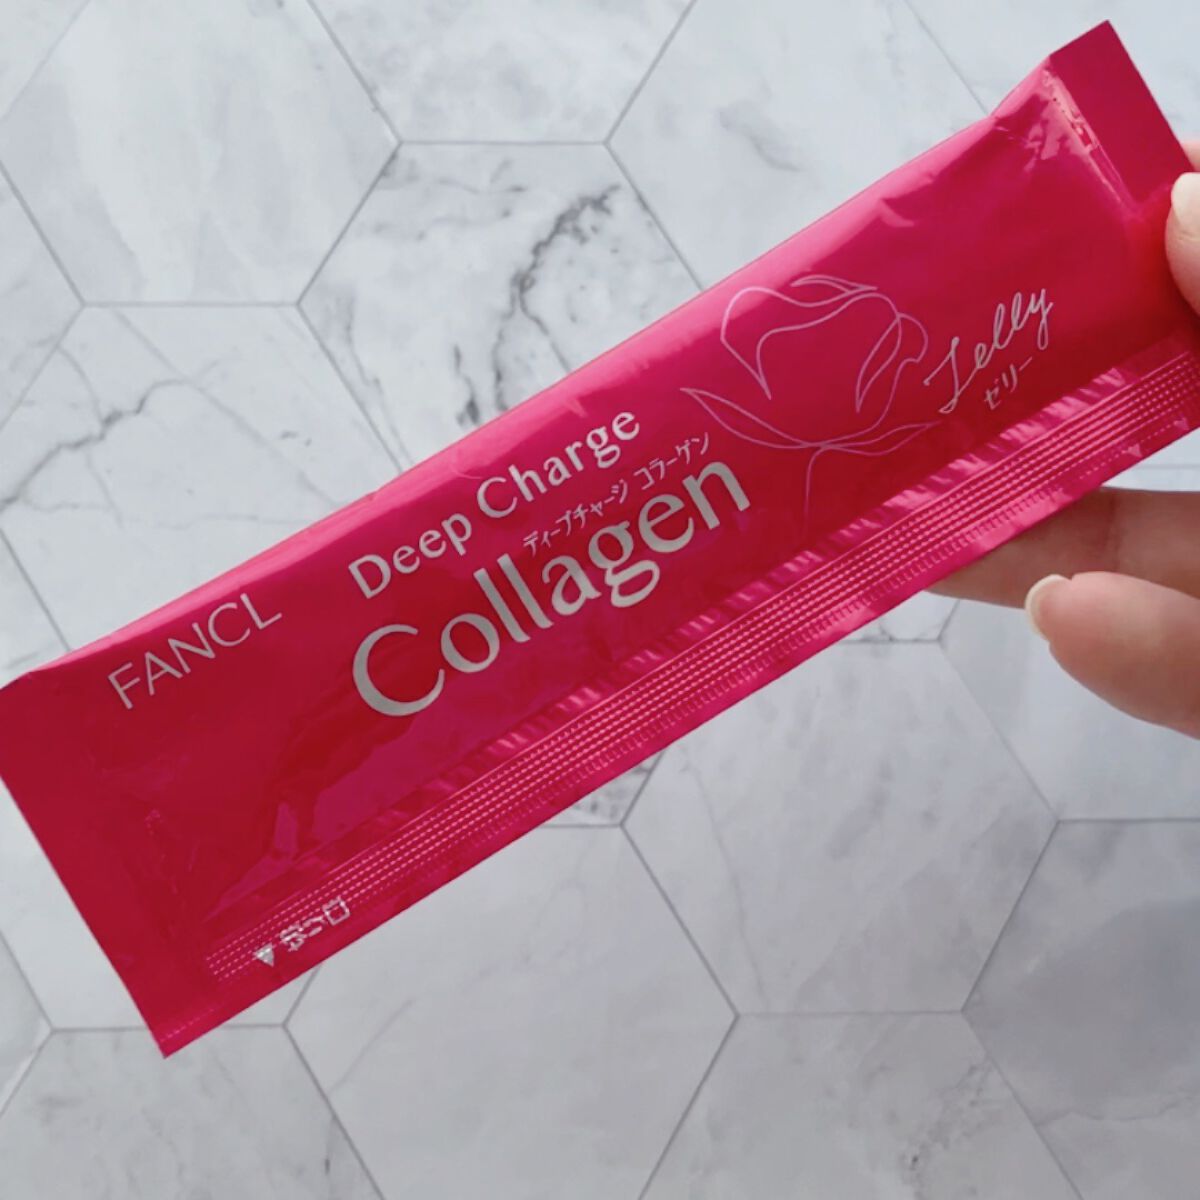 FANCL
Deep Charge
ディープチャージ コラーゲン
Collagen
Jelly
ゼリー